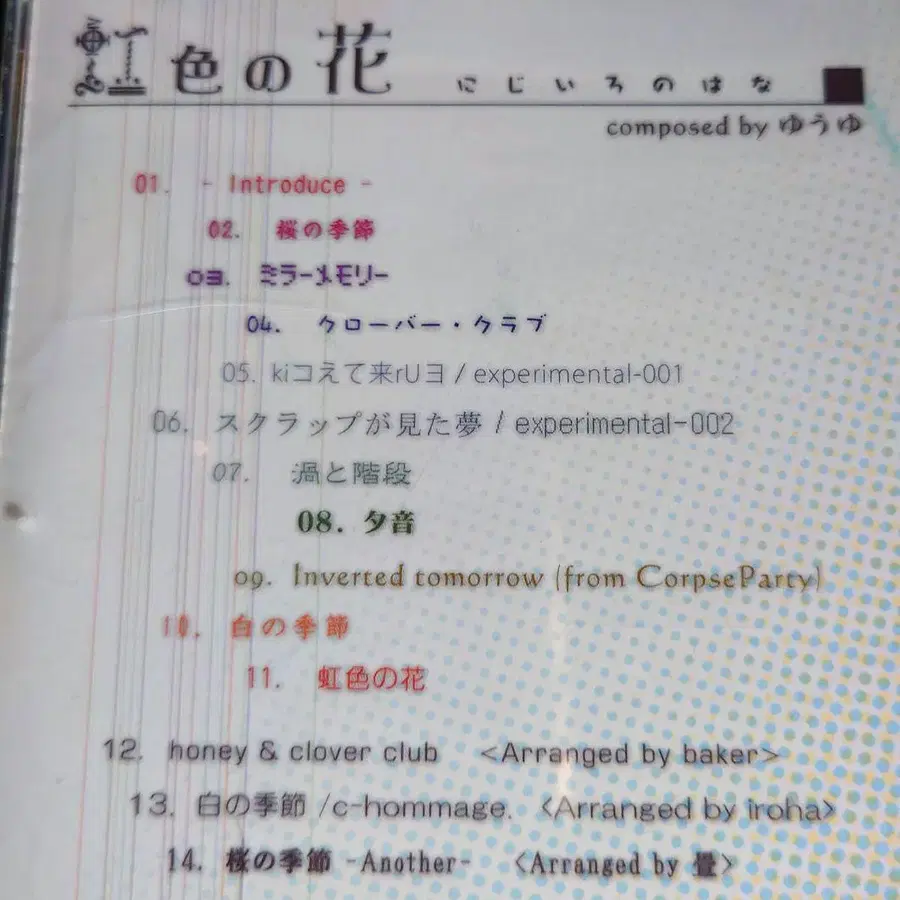 虹色の花 にじいろのはな
composed by ゆうゆ
01. - Introduce -
02. 桜の季節
03. ミラーメモリー
04. クローバー・クラブ
05. kiコえて来rUヨ / experimental-001
06. スクラップが見た夢 / experimental-002
07. 渦と階段
08. 夕音
09. Inverted tomorrow (from CorpseParty)
10. 白の季節
11. 虹色の花
12. honey & clover club <Arranged by baker>
13. 白の季節 /c-hommage. <Arranged by iroha>
14. 桜の季節 -Another- <Arranged by 畳>